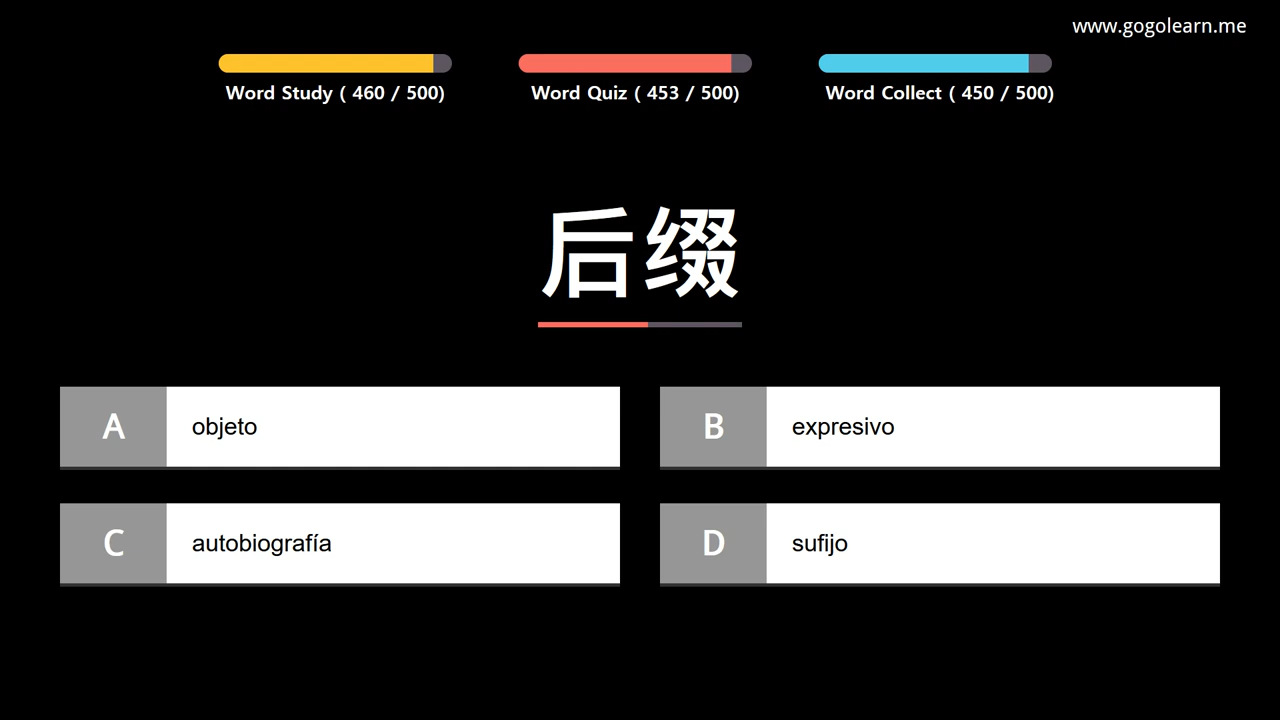 www.gogolearn.me
Word Study ( 460 / 500)
Word Quiz ( 453 / 500)
Word Collect ( 450 / 500)
后缀
A objeto
B expresivo
C autobiografía
D sufijo